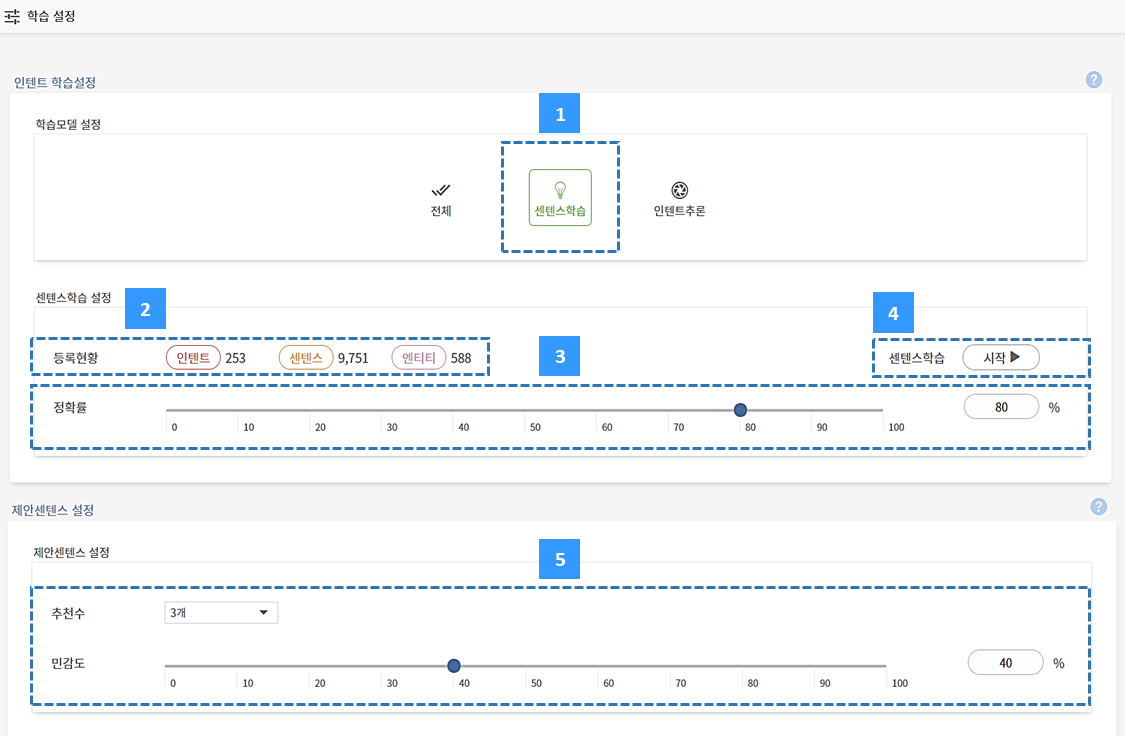 학습 설정
인텐트 학습설정
?
1
학습모델 설정
전체
센텐스학습
인텐트추론
센텐스학습 설정
2
4
3
등록현황 인텐트 253 센텐스 9,751 엔티티 588
센텐스학습 시작
정확률
80 %
0 10 20 30 40 50 60 70 80 90 100
제안센텐스 설정
?
제안센텐스 설정
5
추천수 3개
민감도
40 %
0 10 20 30 40 50 60 70 80 90 100